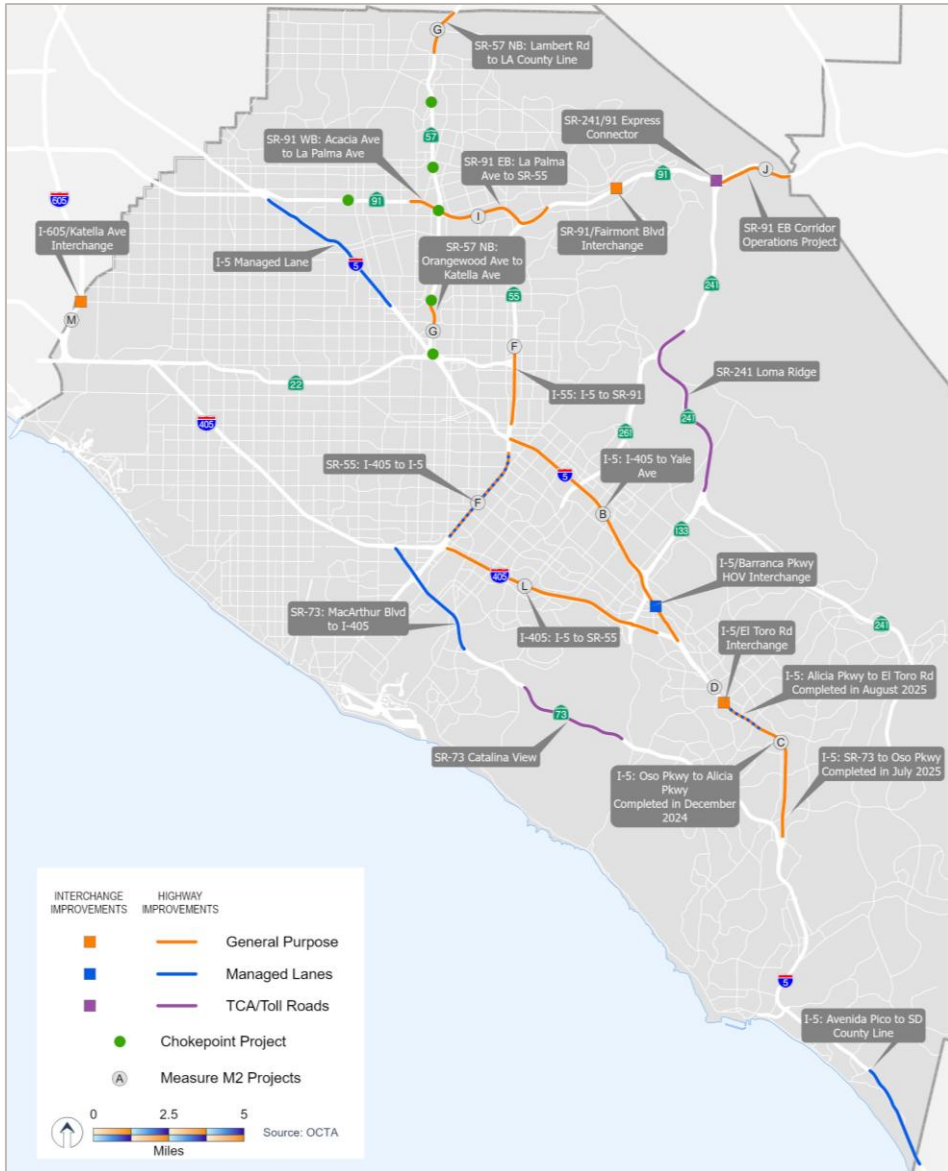 G
SR-57 NB: Lambert Rd
to LA County Line
SR-241/91 Express
Connector
57
SR-91 WB: Acacia Ave
to La Palma Ave
SR-91 EB: La Palma
Ave to SR-55
91
J
605
91
I
I-605/Katella Ave
Interchange
SR-91/Fairmont Blvd
Interchange
SR-91 EB Corridor
Operations Project
SR-57 NB:
Orangewood Ave to
Katella Ave
I-5 Managed Lane
5
241
55
M
G
F
SR-241 Loma Ridge
22
I-55: I-5 to SR-91
241
405
261
SR-55: I-405 to I-5
5
I-5: I-405 to Yale
Ave
F
B
133
I-5/Barranca Pkwy
HOV Interchange
405
L
SR-73: MacArthur Blvd
to I-405
I-405: I-5 to SR-55
241
I-5/El Toro Rd
Interchange
D
I-5: Alicia Pkwy to El Toro Rd
Completed in August 2025
73
C
SR-73 Catalina View
I-5: Oso Pkwy to Alicia
Pkwy
Completed in December
2024
I-5: SR-73 to Oso Pkwy
Completed in July 2025
5
I-5: Avenida Pico to SD
County Line
INTERCHANGE
IMPROVEMENTS
HIGHWAY
IMPROVEMENTS
General Purpose
Managed Lanes
TCA/Toll Roads
Chokepoint Project
A
Measure M2 Projects
0 2.5 5
Source: OCTA
Miles